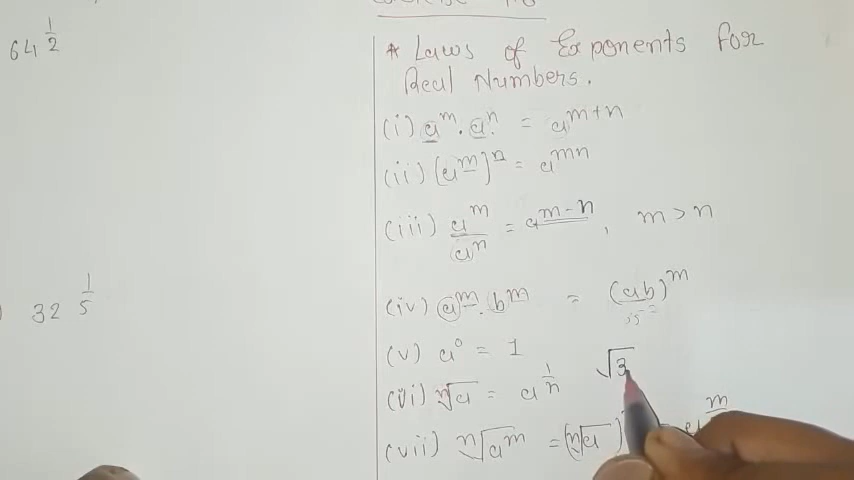 64^{1/2}
32^{1/5}
* Laws of Exponents for
Real Numbers.
(i) a^m . a^n = a^{m+n}
(ii) (a^m)^n = a^{mn}
(iii) a^m / a^n = a^{m-n}, m > n
(iv) a^m . b^m = (ab)^m
(v) a^0 = 1
(vi) ⁿ√a = a^{1/n} √3
(vii) ⁿ√a^m = (ⁿ√a)